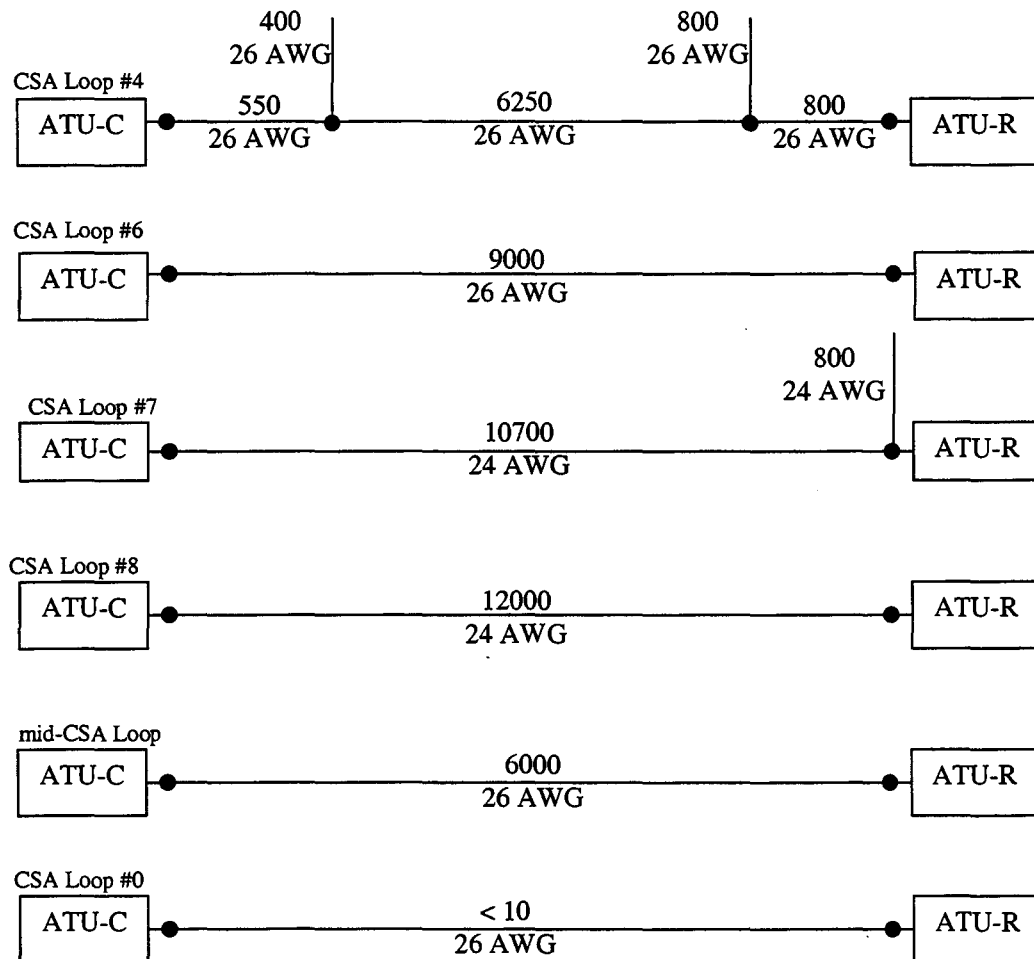 400
26 AWG
800
26 AWG
CSA Loop #4
ATU-C
550
26 AWG
6250
26 AWG
800
26 AWG
ATU-R
CSA Loop #6
ATU-C
9000
26 AWG
ATU-R
800
24 AWG
CSA Loop #7
ATU-C
10700
24 AWG
ATU-R
CSA Loop #8
ATU-C
12000
24 AWG
ATU-R
mid-CSA Loop
ATU-C
6000
26 AWG
ATU-R
CSA Loop #0
ATU-C
< 10
26 AWG
ATU-R